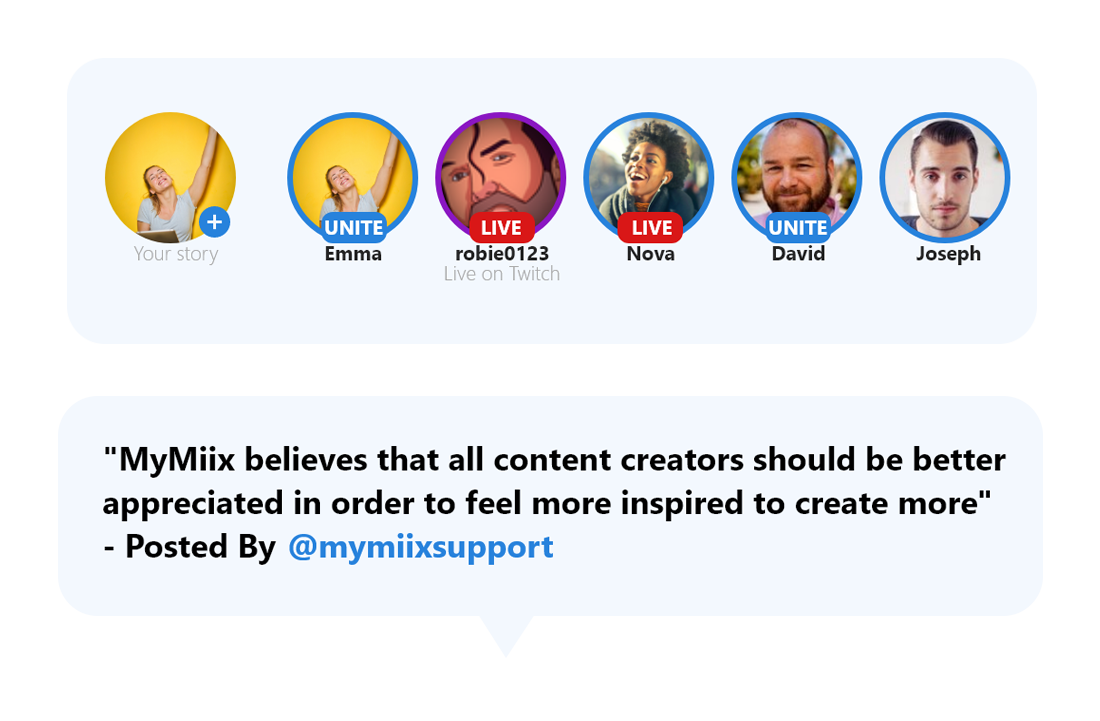 UNITE
LIVE
LIVE
UNITE
Your story
Emma
robie0123
Nova
David
Joseph
Live on Twitch
"MyMiix believes that all content creators should be better
appreciated in order to feel more inspired to create more"
- Posted By @mymiixsupport